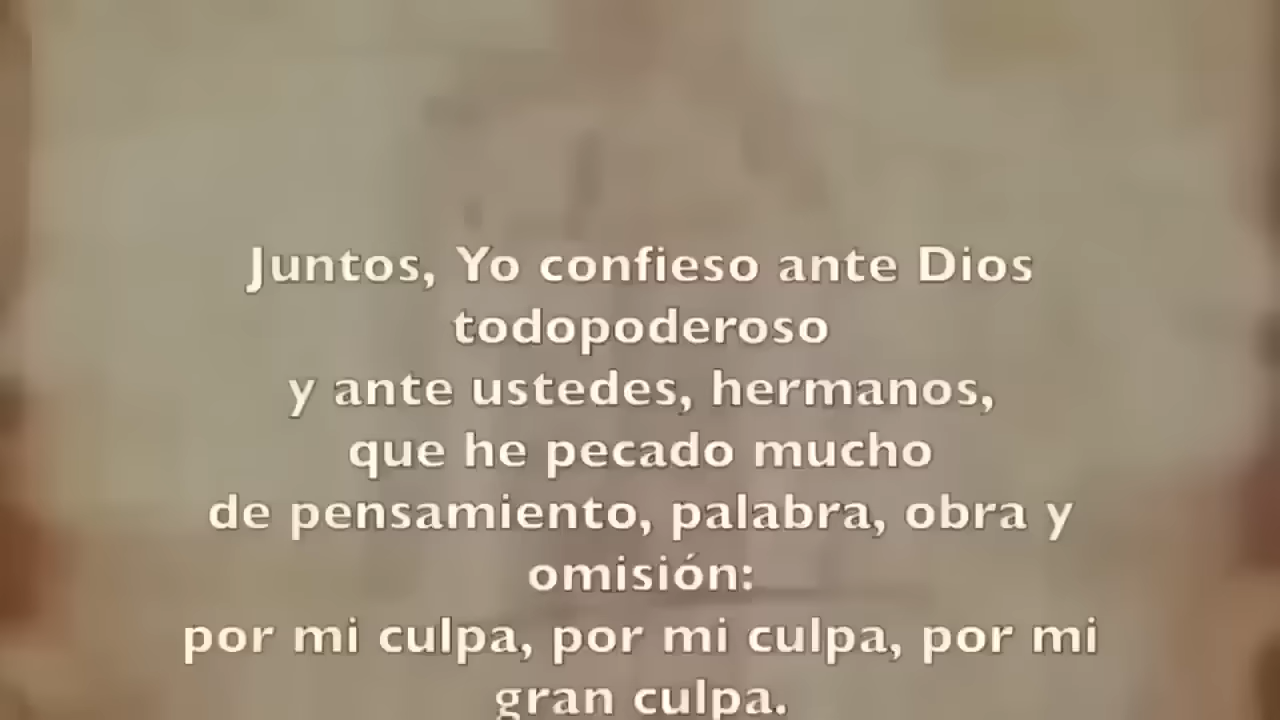 Juntos, Yo confieso ante Dios
todopoderoso
y ante ustedes, hermanos,
que he pecado mucho
de pensamiento, palabra, obra y
omisión:
por mi culpa, por mi culpa, por mi
gran culpa.